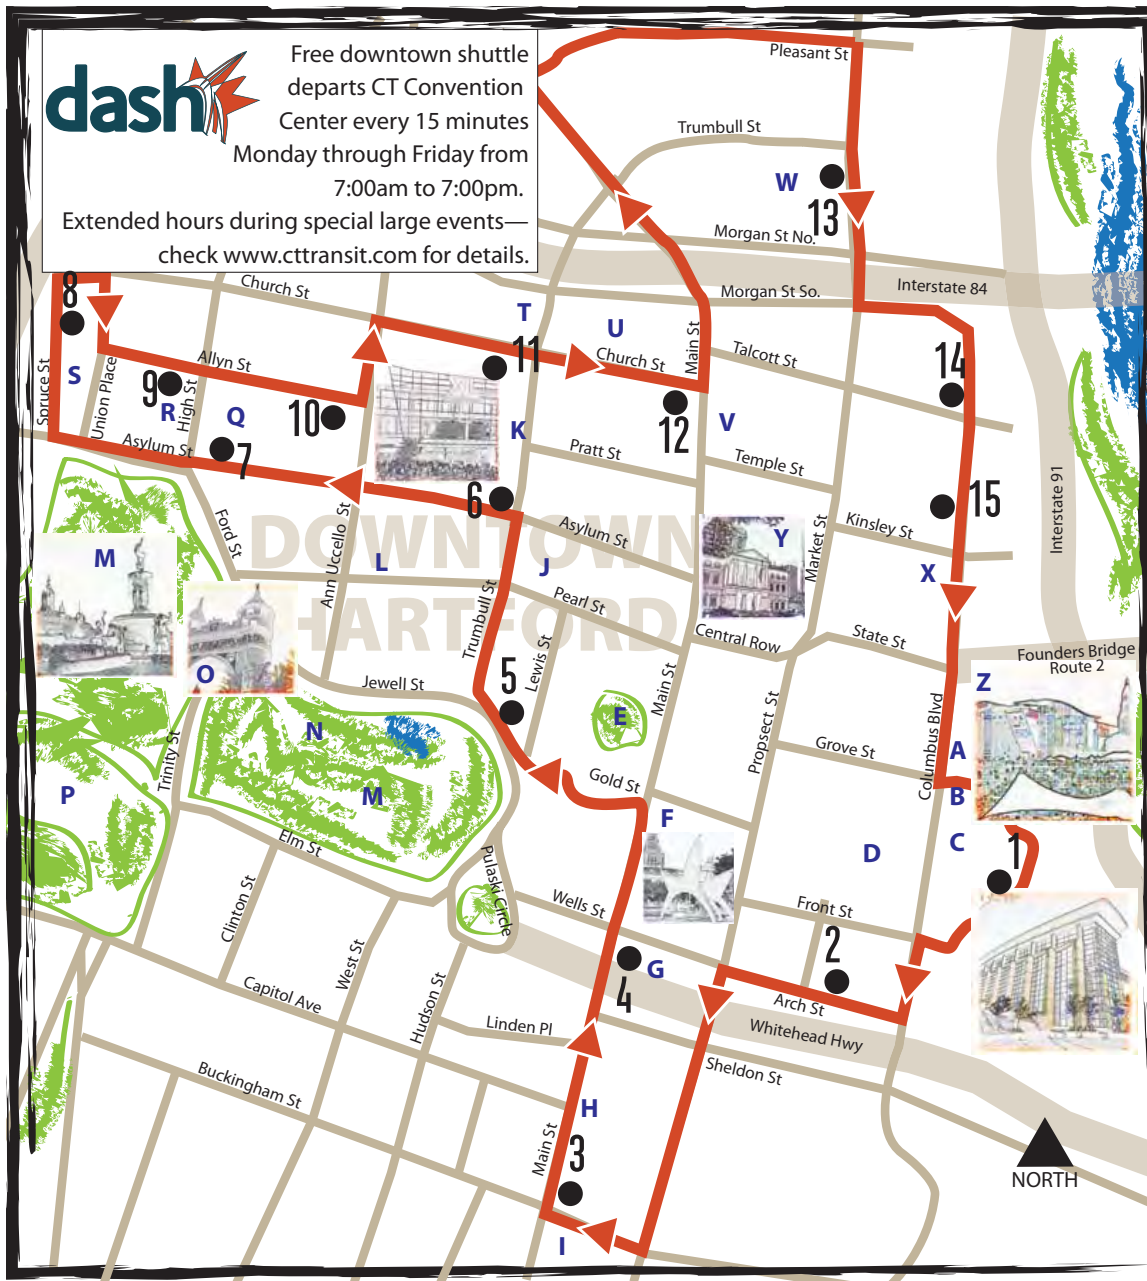 dash
Free downtown shuttle
departs CT Convention
Center every 15 minutes
Monday through Friday from
7:00am to 7:00pm.
Extended hours during special large events—
check www.cttransit.com for details.
Pleasant St
Trumbull St
W
13
Morgan St No.
Interstate 84
Morgan St So.
8
Church St
T
U
11
Church St
Main St
Talcott St
14
Spruce St
S
Union Place
Allyn St
9
R
High St
Q
10
K
12
V
Asylum St
7
Pratt St
Temple St
6
15
Interstate 91
Ford St
DOWNTOWN
HARTFORD
Ann Uccello St
Asylum St
Y
Market St
Kinsley St
M
L
J
X
Pearl St
Trumbull St
Lewis St
Central Row
State St
Founders Bridge
Route 2
O
Jewell St
5
Main St
Z
E
N
Propsect St
Grove St
Columbus Blvd
A
Trinity St
P
M
Gold St
B
F
C
D
1
Elm St
Pulaski Circle
Clinton St
Wells St
Front St
2
West St
G
4
Capitol Ave
Hudson St
Arch St
Linden Pl
Whitehead Hwy
Buckingham St
Sheldon St
H
Main St
3
I
NORTH